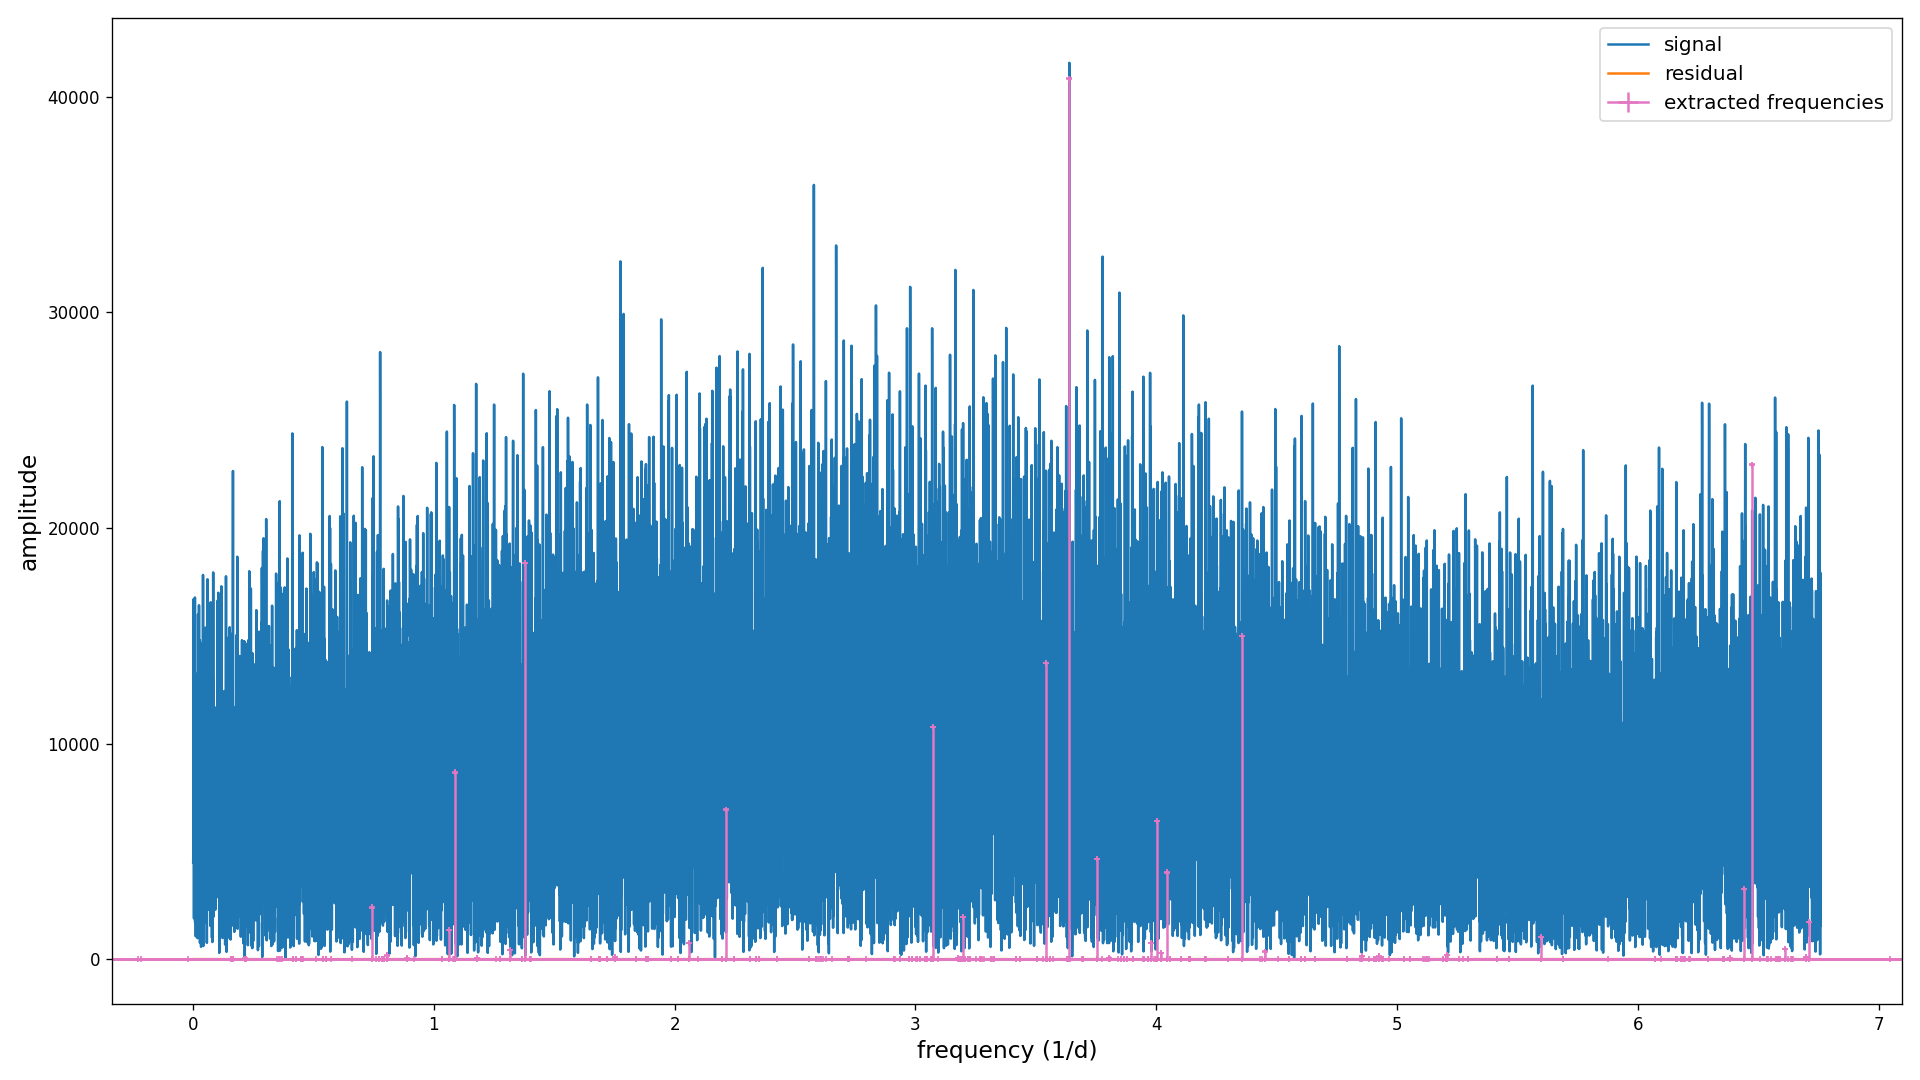 signal
residual
extracted frequencies
amplitude
40000
30000
20000
10000
0
0 1 2 3 4 5 6 7
frequency (1/d)